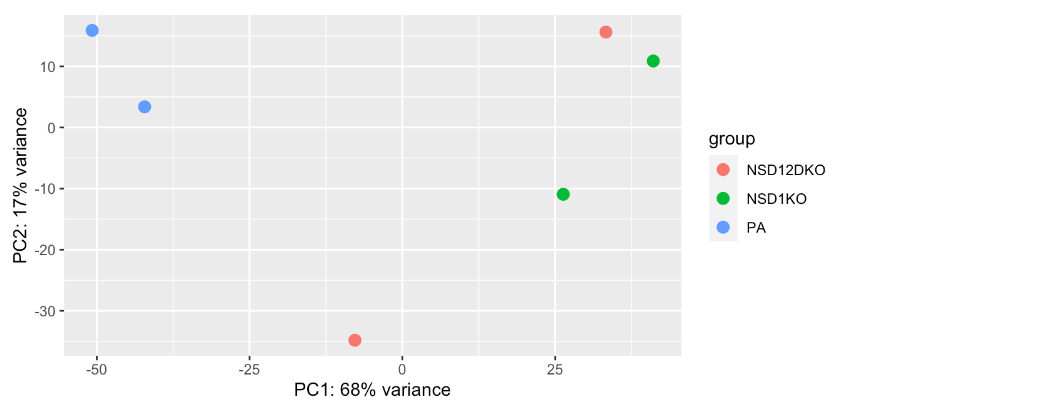 10
0
-10
-20
-30
PC2: 17% variance
-50
-25
0
25
PC1: 68% variance
group
NSD12DKO
NSD1KO
PA